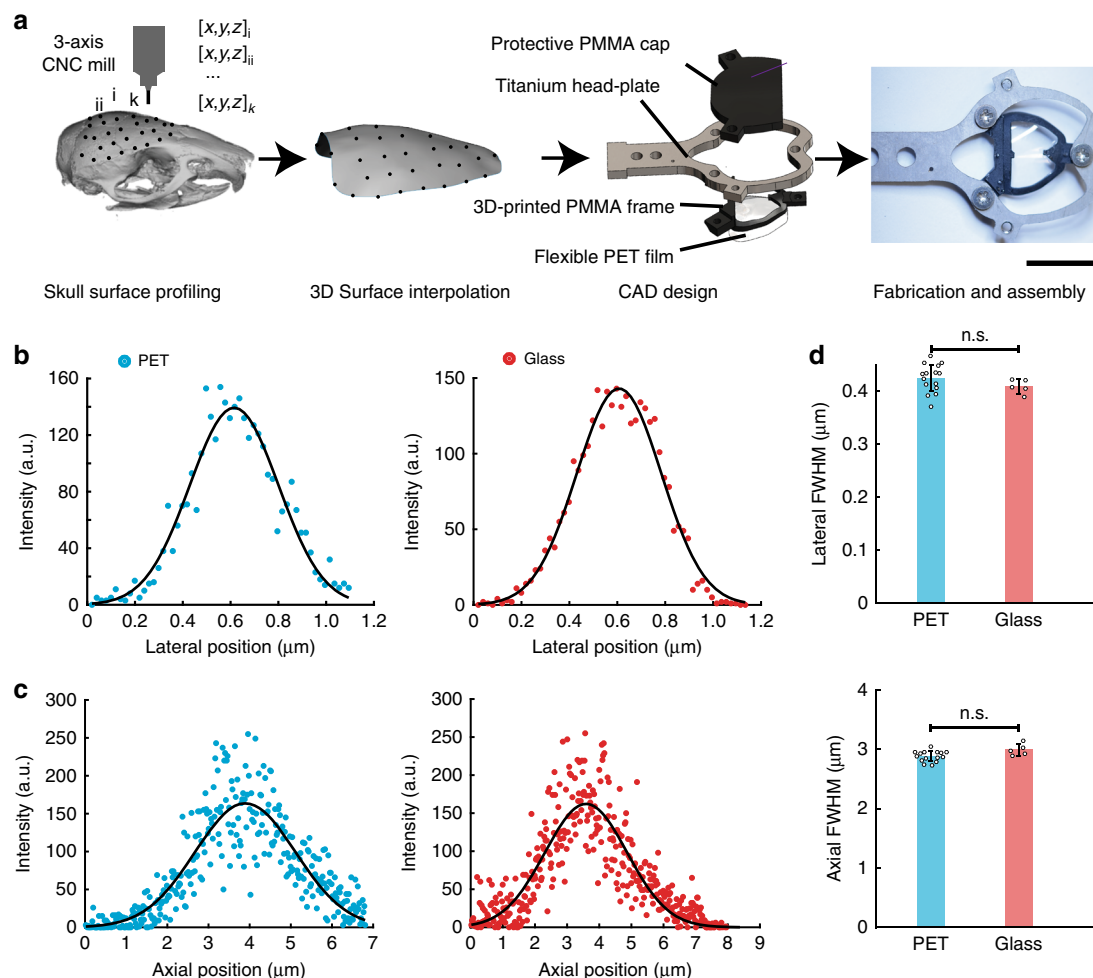 a
3-axis
CNC mill
[x,y,z]i
[x,y,z]ii
...
[x,y,z]k
ii
i
k
Protective PMMA cap
Titanium head-plate
3D-printed PMMA frame
Flexible PET film
Skull surface profiling
3D Surface interpolation
CAD design
Fabrication and assembly
b
PET
Intensity (a.u.)
160
120
80
40
0
0
0.2
0.4
0.6
0.8
1.0
1.2
Lateral position (μm)
Glass
Intensity (a.u.)
150
100
50
0
0
0.2
0.4
0.6
0.8
1.0
1.2
Lateral position (μm)
d
n.s.
Lateral FWHM (μm)
0.4
0.4
0.2
0.1
0
PET
Glass
c
Intensity (a.u.)
300
250
200
150
100
50
0
0
1
2
3
4
5
6
7
Axial position (μm)
Intensity (a.u.)
300
250
200
150
100
50
0
0
1
2
3
4
5
6
7
8
9
Axial position (μm)
n.s.
Axial FWHM (μm)
4
3
2
1
0
PET
Glass